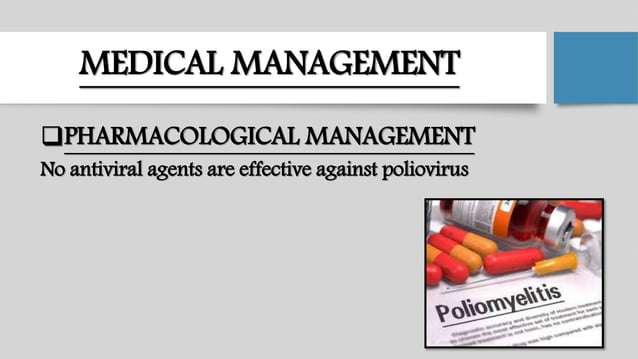 MEDICAL MANAGEMENT
❑PHARMACOLOGICAL MANAGEMENT
No antiviral agents are effective against poliovirus
Poliomyelitis